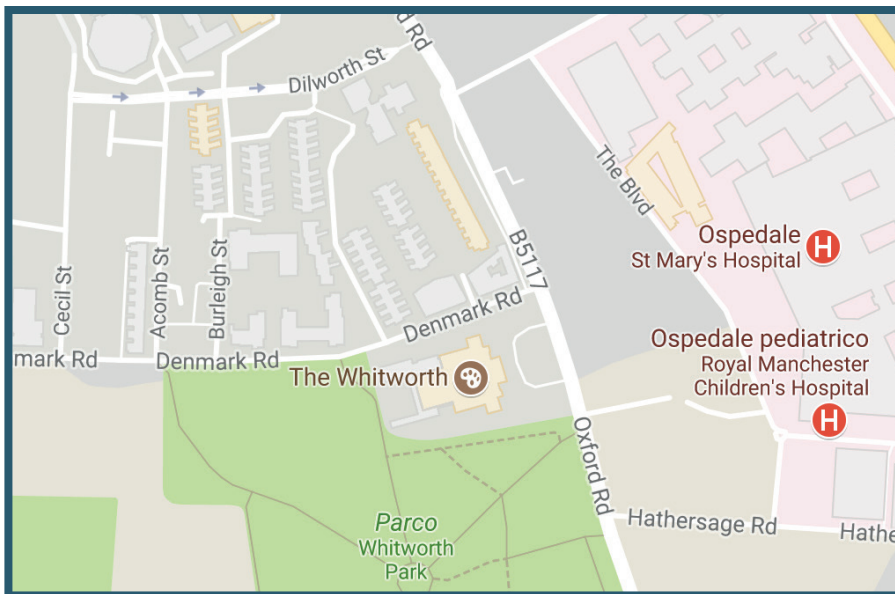 d Rd
Dilworth St
The Blvd
Ospedale
St Mary's Hospital
B5117
Cecil St
Acomb St
Burleigh St
Denmark Rd
mark Rd
Denmark Rd
Ospedale pediatrico
Royal Manchester
Children's Hospital
The Whitworth
H
H
Oxford Rd
Parco
Whitworth
Park
Hathersage Rd
Hathe